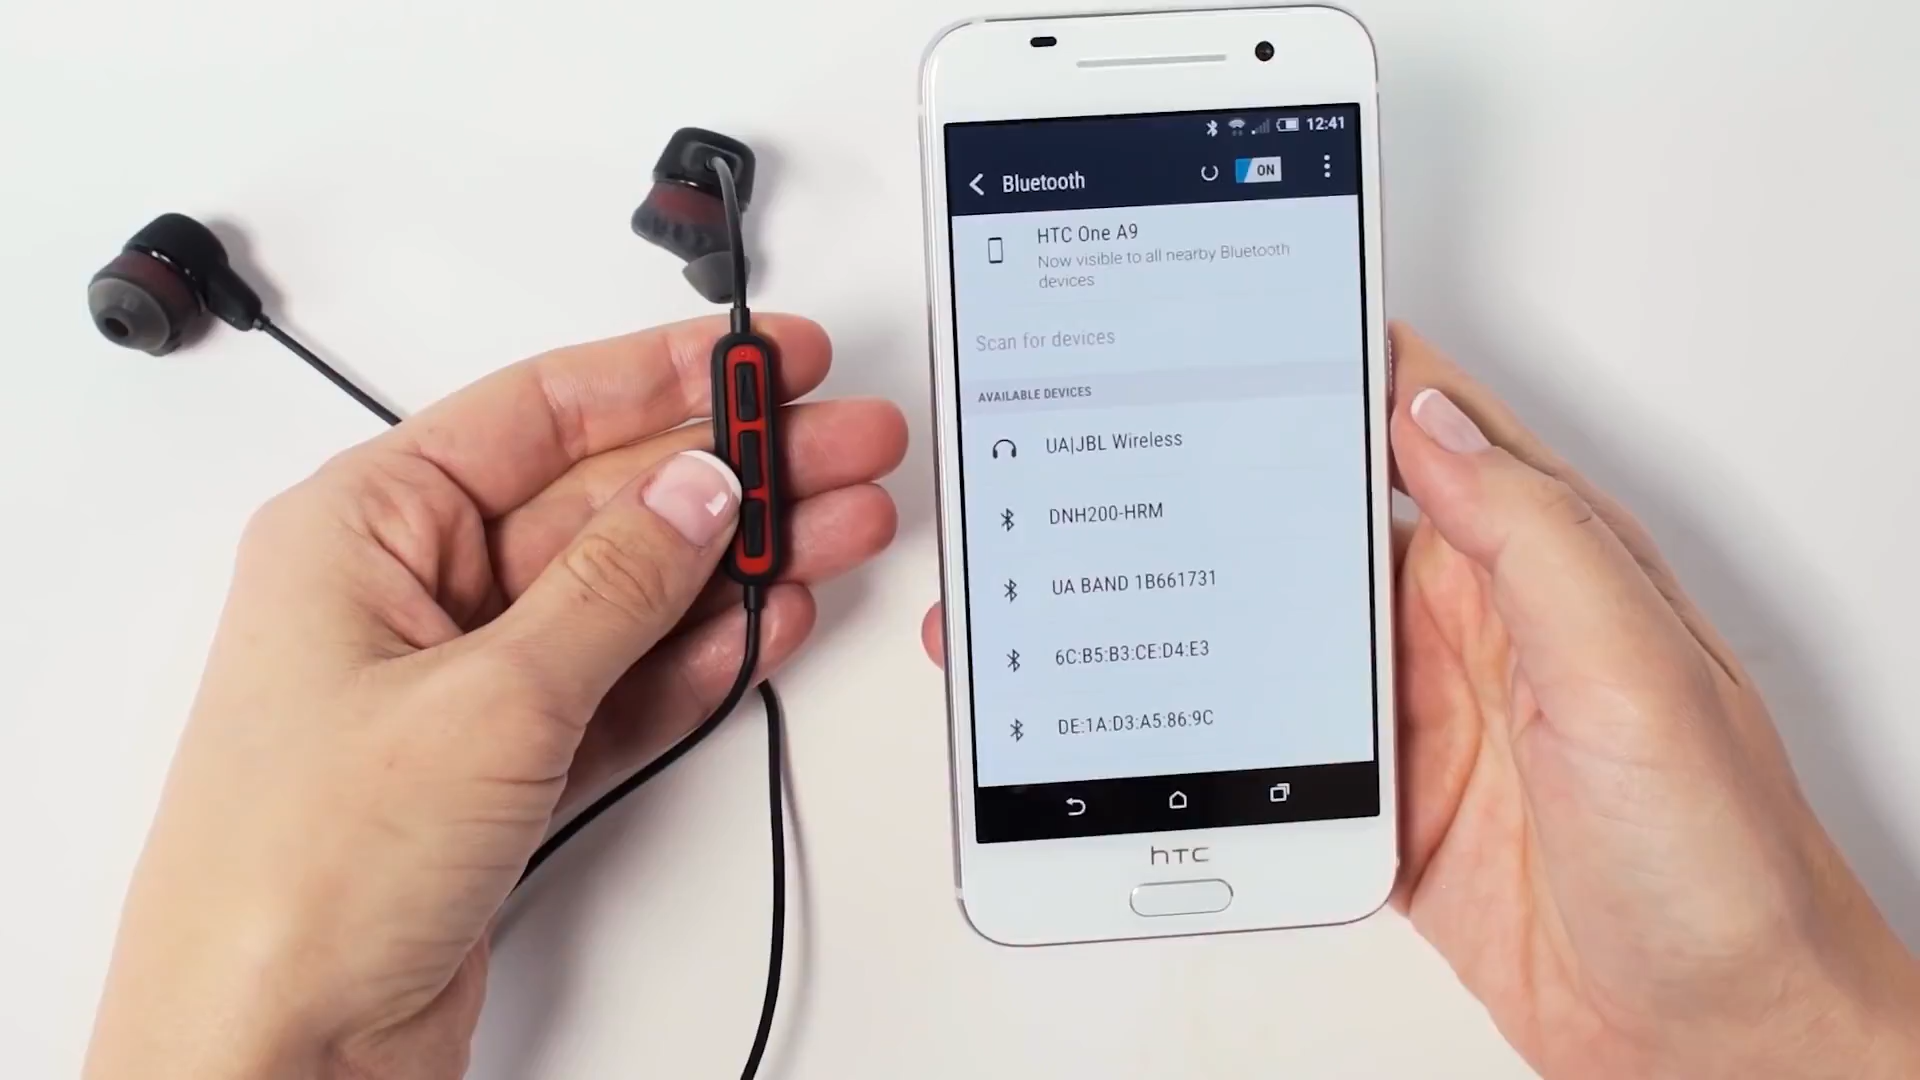 12:41
Bluetooth
ON
HTC One A9
Now visible to all nearby Bluetooth
devices
Scan for devices
AVAILABLE DEVICES
UA|JBL Wireless
DNH200-HRM
UA BAND 1B661731
6C:B5:B3:CE:D4:E3
DE:1A:D3:A5:86:9C
hTC